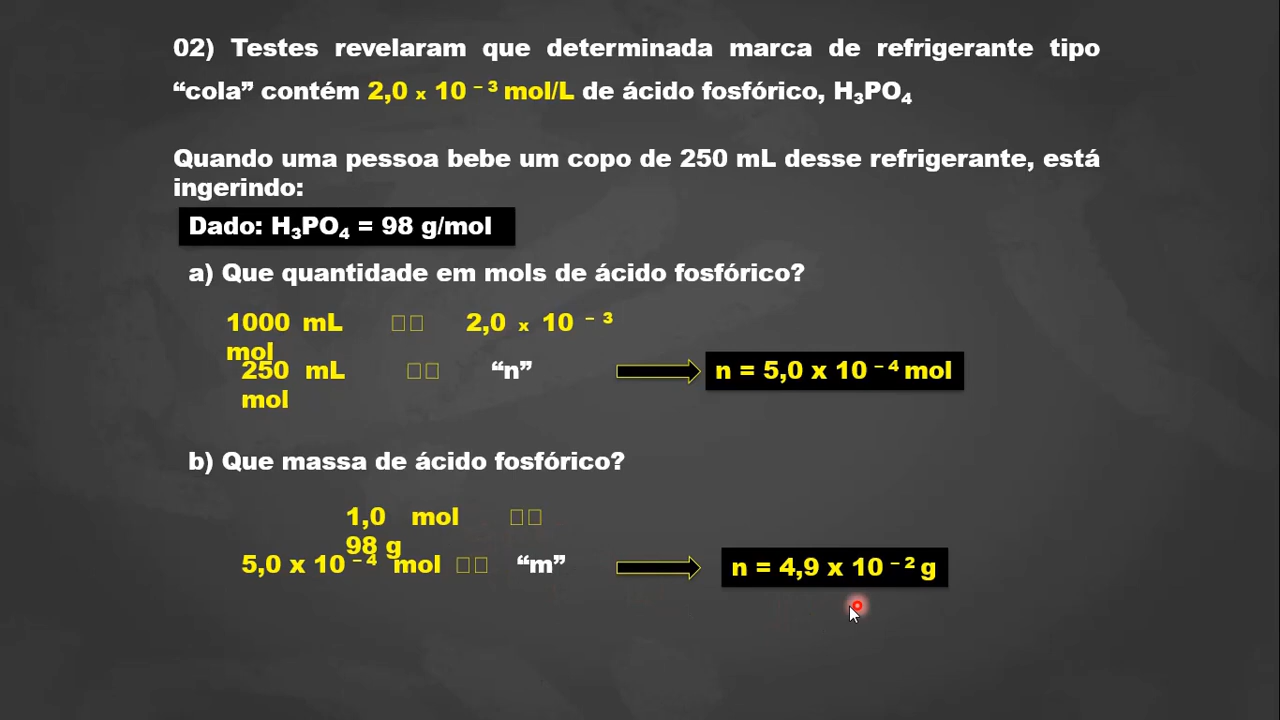 02) Testes revelaram que determinada marca de refrigerante tipo
“cola” contém 2,0 x 10 ⁻ ³ mol/L de ácido fosfórico, H₃PO₄
Quando uma pessoa bebe um copo de 250 mL desse refrigerante, está
ingerindo:
Dado: H₃PO₄ = 98 g/mol
a) Que quantidade em mols de ácido fosfórico?
1000 mL □□ 2,0 x 10 ⁻ ³
mol
250 mL □□ “n”
mol
n = 5,0 x 10 ⁻ ⁴ mol
b) Que massa de ácido fosfórico?
1,0 mol □□
98 g
5,0 x 10 ⁻ ⁴ mol □□ “m”
n = 4,9 x 10 ⁻ ² g